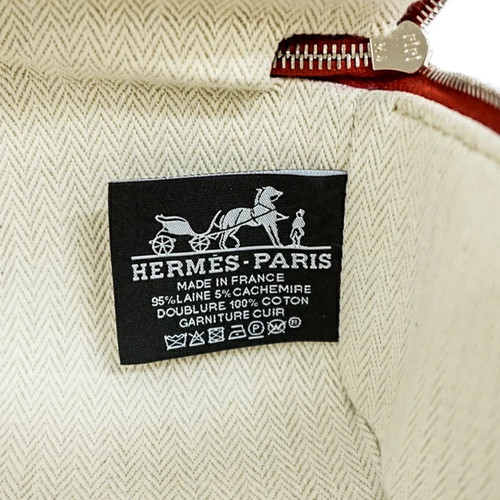 HERMÈS-PARIS
MADE IN FRANCE
95%LAINE 5%CACHEMIRE
DOUBLURE 100% COTON
GARNITURE CUIR